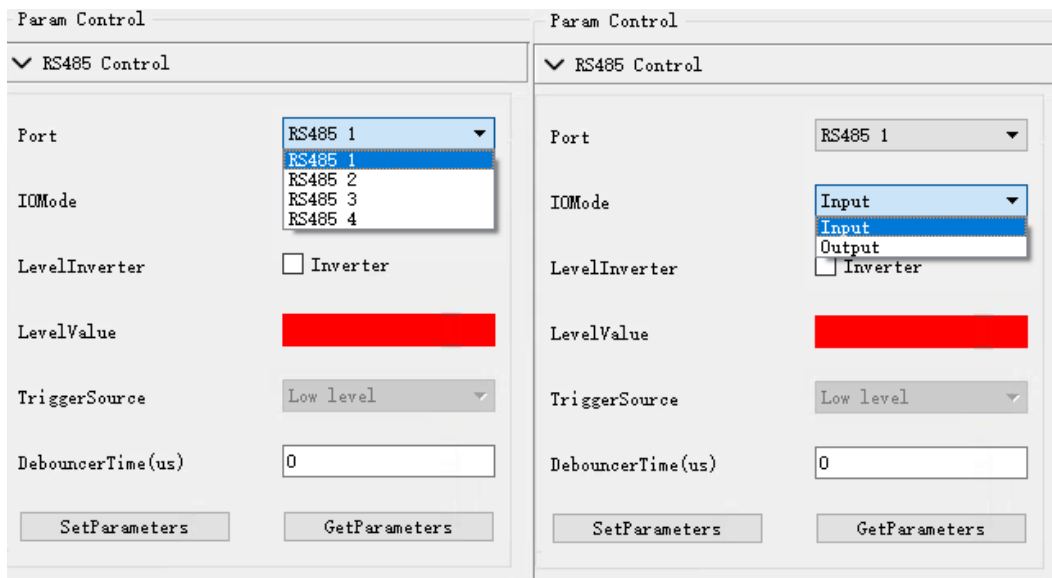 Param Control
RS485 Control
Port
RS485 1
RS485 1
RS485 2
RS485 3
RS485 4
IOMode
LevelInverter
Inverter
LevelValue
TriggerSource
Low level
DebouncerTime(us)
0
SetParameters
GetParameters
Param Control
RS485 Control
Port
RS485 1
IOMode
Input
Input
Output
LevelInverter
Inverter
LevelValue
TriggerSource
Low level
DebouncerTime(us)
0
SetParameters
GetParameters